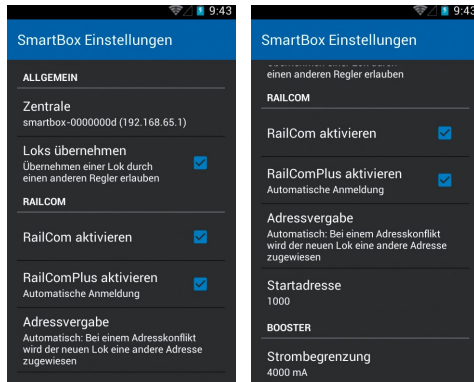 9:43
SmartBox Einstellungen
ALLGEMEIN
Zentrale
smartbox-0000000d (192.168.65.1)
Loks übernehmen
Übernehmen einer Lok durch
einen anderen Regler erlauben
RAILCOM
RailCom aktivieren
RailComPlus aktivieren
Automatische Anmeldung
Adressvergabe
Automatisch: Bei einem Adresskonflikt
wird der neuen Lok eine andere Adresse
zugewiesen
9:43
SmartBox Einstellungen
einen anderen Regler erlauben
RAILCOM
RailCom aktivieren
RailComPlus aktivieren
Automatische Anmeldung
Adressvergabe
Automatisch: Bei einem Adresskonflikt
wird der neuen Lok eine andere Adresse
zugewiesen
Startadresse
1000
BOOSTER
Strombegrenzung
4000 mA